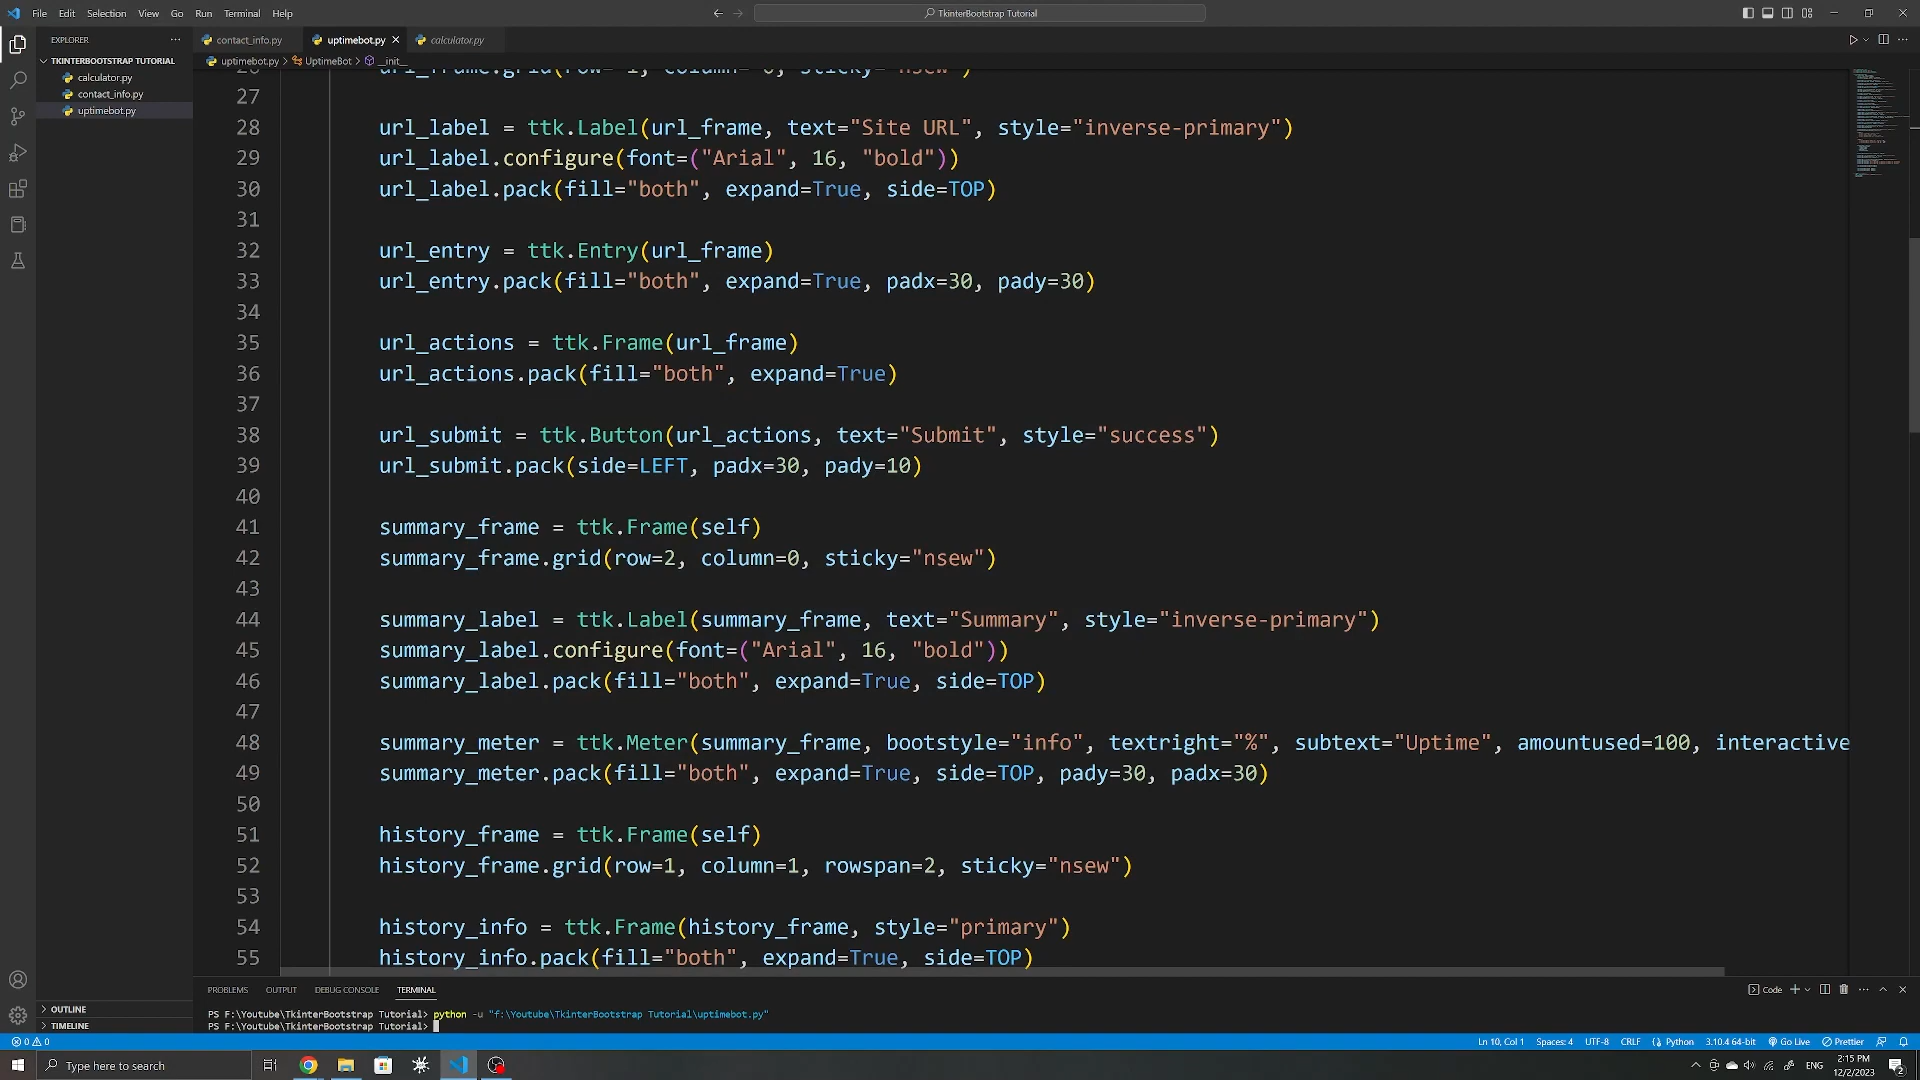 File Edit Selection View Go Run Terminal Help
TkinterBootstrap Tutorial
EXPLORER
contact_info.py uptimebot.py calculator.py
TKINTERBOOTSTRAP TUTORIAL
uptimebot.py > UptimeBot > __init__
calculator.py
contact_info.py
uptimebot.py
27
28 url_label = ttk.Label(url_frame, text="Site URL", style="inverse-primary")
29 url_label.configure(font=("Arial", 16, "bold"))
30 url_label.pack(fill="both", expand=True, side=TOP)
31
32 url_entry = ttk.Entry(url_frame)
33 url_entry.pack(fill="both", expand=True, padx=30, pady=30)
34
35 url_actions = ttk.Frame(url_frame)
36 url_actions.pack(fill="both", expand=True)
37
38 url_submit = ttk.Button(url_actions, text="Submit", style="success")
39 url_submit.pack(side=LEFT, padx=30, pady=10)
40
41 summary_frame = ttk.Frame(self)
42 summary_frame.grid(row=2, column=0, sticky="nsew")
43
44 summary_label = ttk.Label(summary_frame, text="Summary", style="inverse-primary")
45 summary_label.configure(font=("Arial", 16, "bold"))
46 summary_label.pack(fill="both", expand=True, side=TOP)
47
48 summary_meter = ttk.Meter(summary_frame, bootstyle="info", textright="%", subtext="Uptime", amountused=100, interactive
49 summary_meter.pack(fill="both", expand=True, side=TOP, pady=30, padx=30)
50
51 history_frame = ttk.Frame(self)
52 history_frame.grid(row=1, column=1, rowspan=2, sticky="nsew")
53
54 history_info = ttk.Frame(history_frame, style="primary")
55 history_info.pack(fill="both", expand=True, side=TOP)
PROBLEMS OUTPUT DEBUG CONSOLE TERMINAL
Code
OUTLINE
TIMELINE
PS F:\Youtube\TkinterBootstrap Tutorial> python -u "f:\Youtube\TkinterBootstrap Tutorial\uptimebot.py"
PS F:\Youtube\TkinterBootstrap Tutorial>
0 0
Ln 10, Col 1 Spaces: 4 UTF-8 CRLF Python 3.10.4 64-bit Go Live Prettier
Type here to search
ENG
2:15 PM
12/2/2023
2